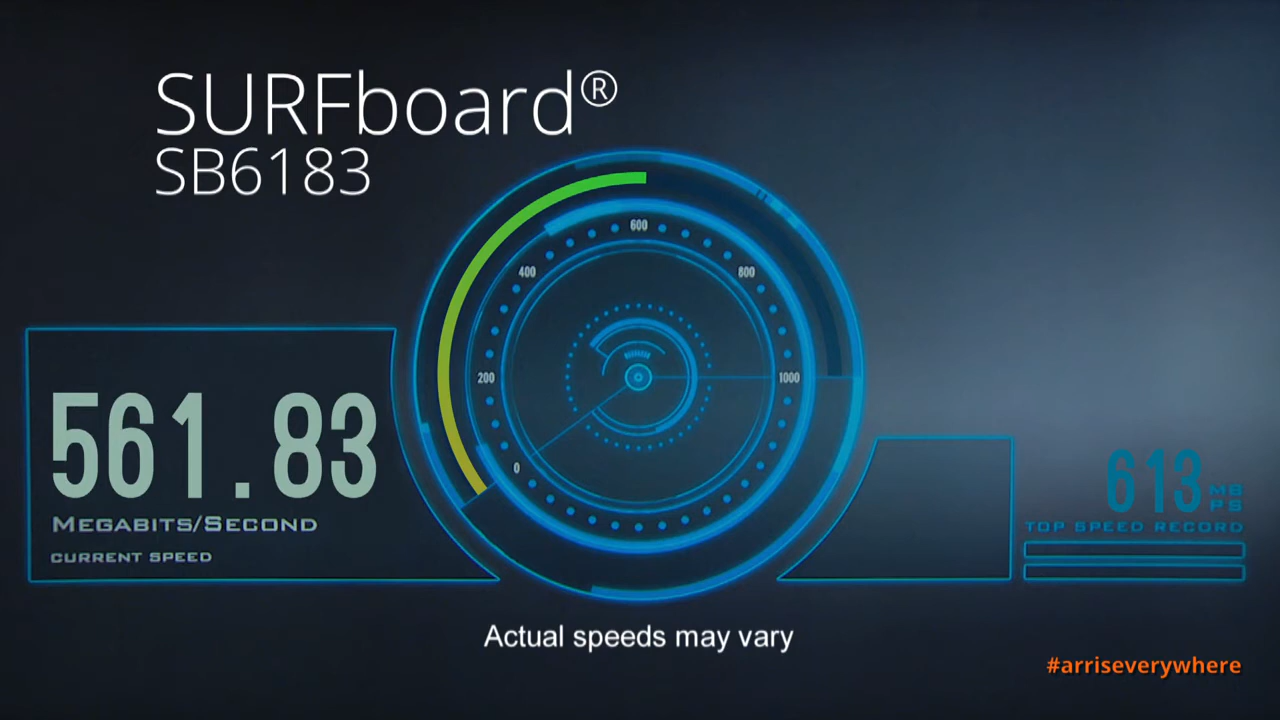 SURFboard®
SB6183
600
400
800
200
1000
0
561.83
MEGABITS/SECOND
CURRENT SPEED
613 MB PS
TOP SPEED RECORD
Actual speeds may vary
#arriseverywhere